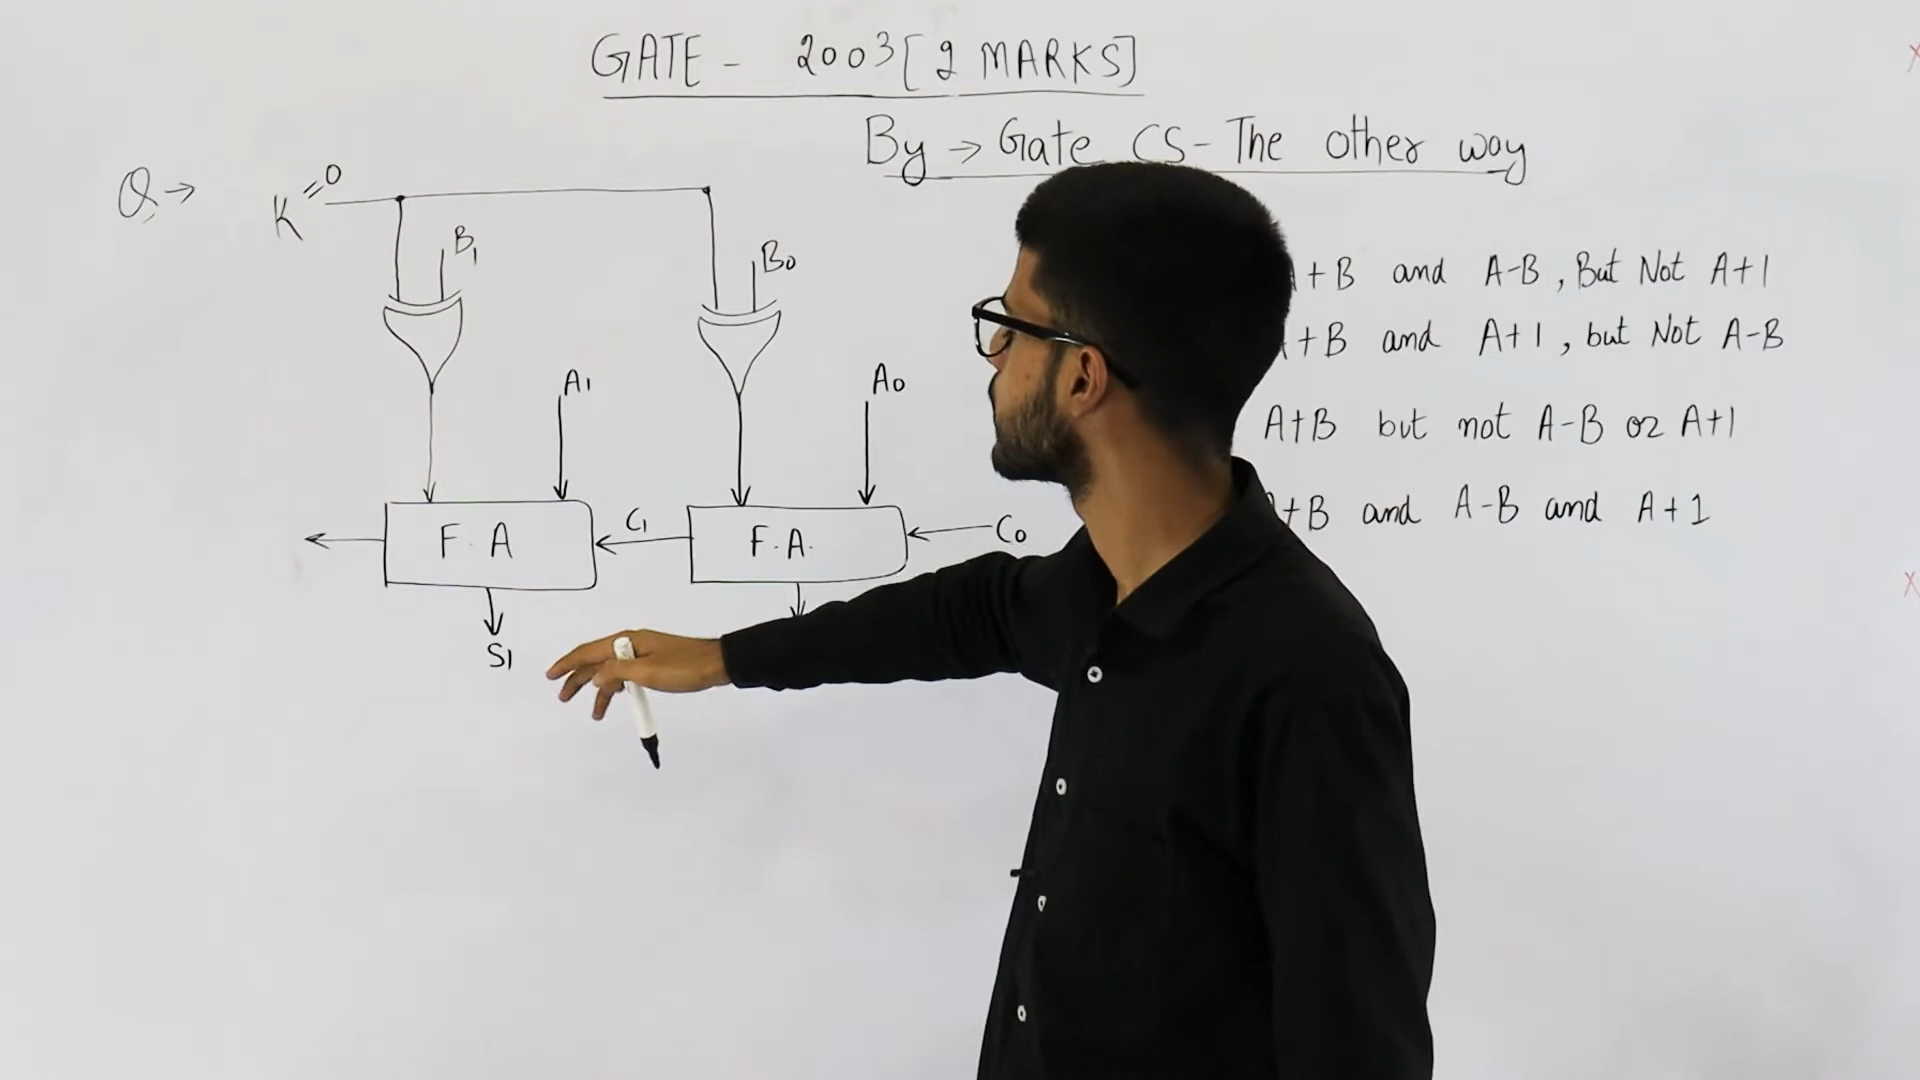 GATE - 2003 [2 MARKS]
By → Gate CS- The other way
Q →
K = 0
B1
B0
A1
A0
+B and A-B, But Not A+1
+B and A+1, but Not A-B
A+B but not A-B or A+1
+B and A-B and A+1
F.A
C1
F.A.
C0
S1